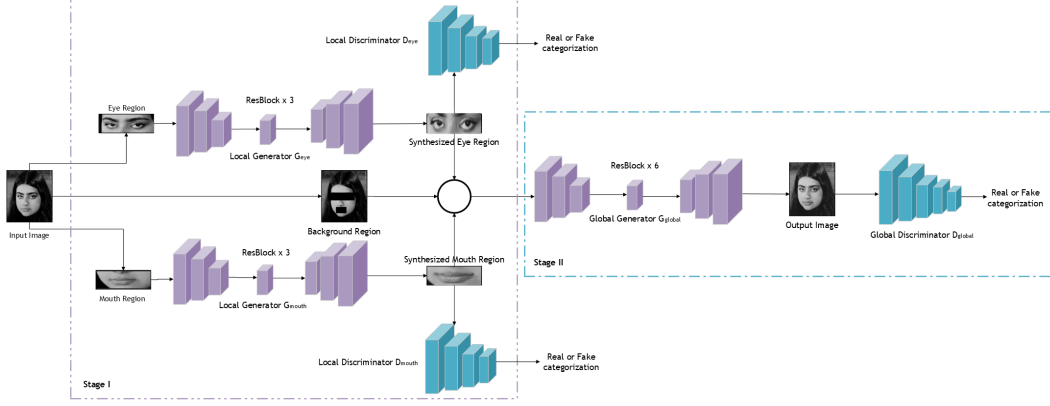 Local Discriminator Deye
Real or Fake
categorization
Eye Region
ResBlock x 3
Local Generator Geye
Synthesized Eye Region
Input Image
Background Region
ResBlock x 3
Mouth Region
Local Generator Gmouth
Synthesized Mouth Region
Local Discriminator Dmouth
Real or Fake
categorization
Stage I
ResBlock x 6
Global Generator Gglobal
Output Image
Global Discriminator Dglobal
Real or Fake
categorization
Stage II